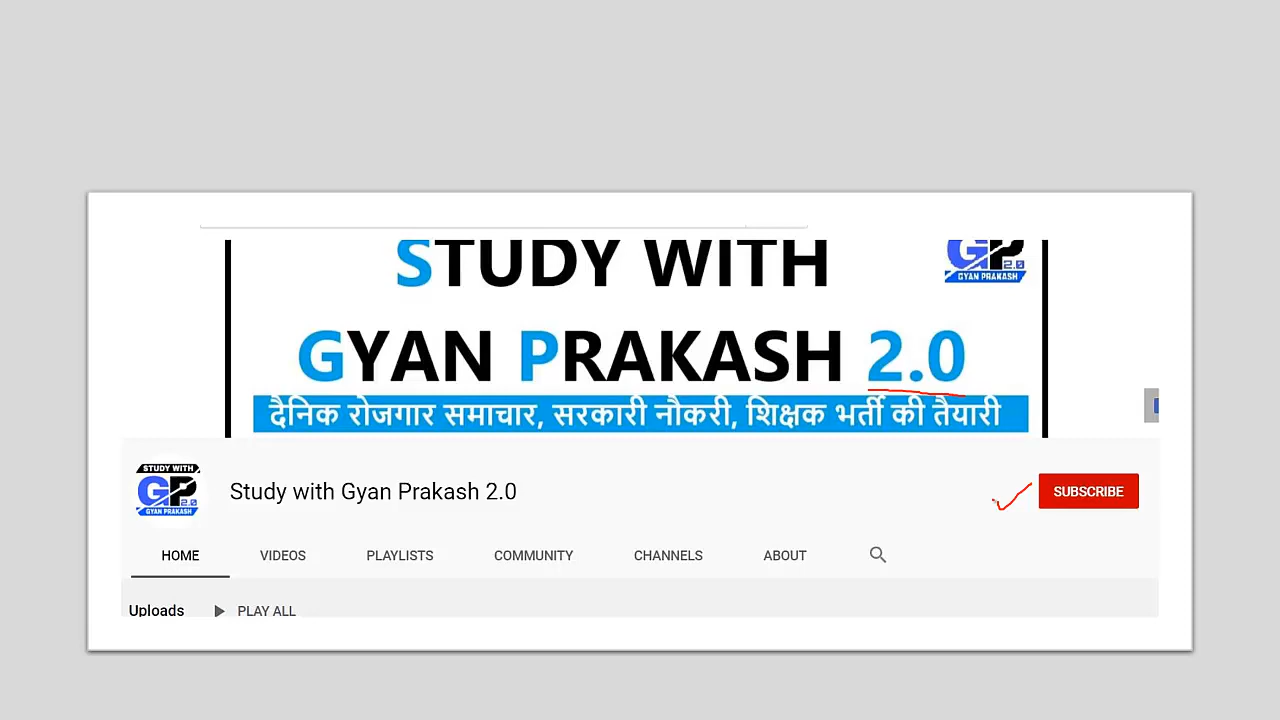 STUDY WITH
GP 2.0
GYAN PRAKASH
GYAN PRAKASH 2.0
दैनिक रोजगार समाचार, सरकारी नौकरी, शिक्षक भर्ती की तैयारी
STUDY WITH
GP 2.0
GYAN PRAKASH
Study with Gyan Prakash 2.0
SUBSCRIBE
HOME VIDEOS PLAYLISTS COMMUNITY CHANNELS ABOUT
Uploads PLAY ALL